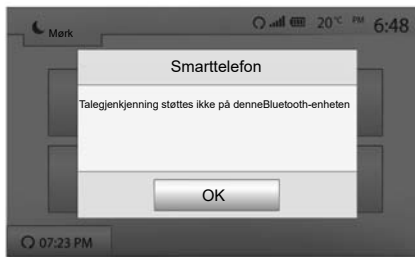 Mørk
20°C PM 6:48
Smarttelefon
Talegjenkjenning støttes ikke på denneBluetooth-enheten
OK
07:23 PM